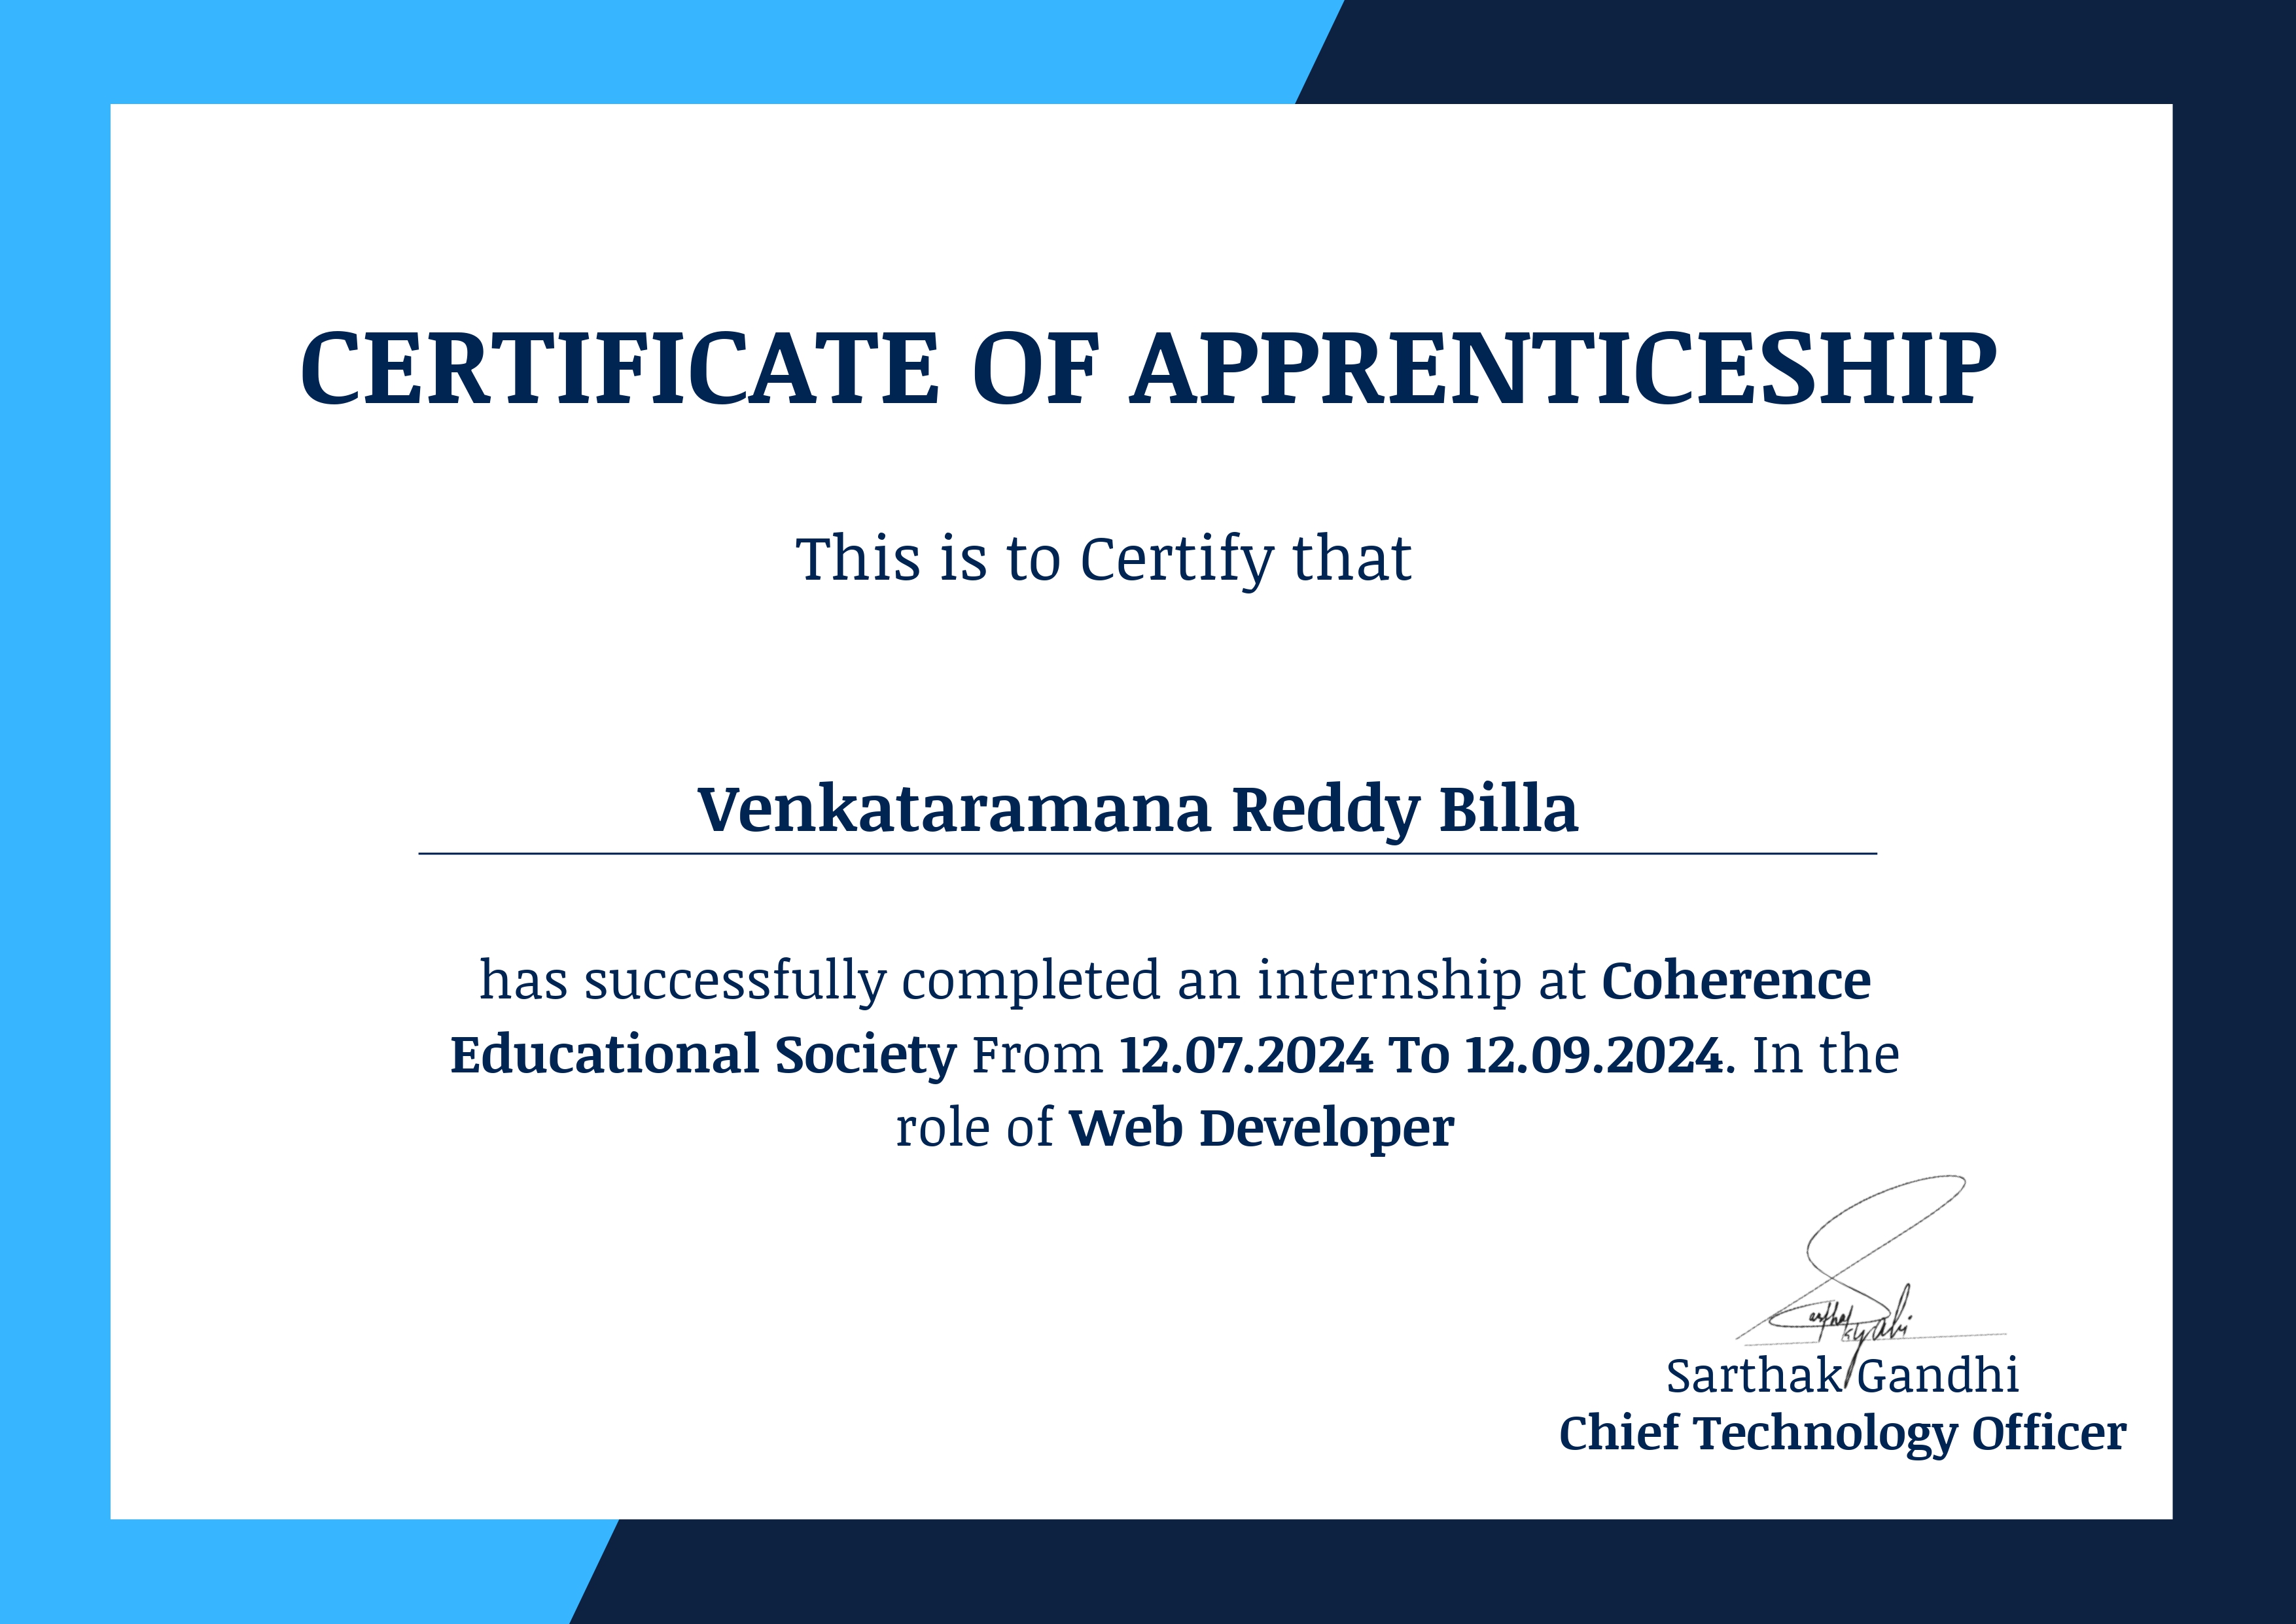 CERTIFICATE OF APPRENTICESHIP
This is to Certify that
Venkataramana Reddy Billa
has successfully completed an internship at Coherence
Educational Society From 12.07.2024 To 12.09.2024. In the
role of Web Developer
Sarthak Gandhi
Chief Technology Officer